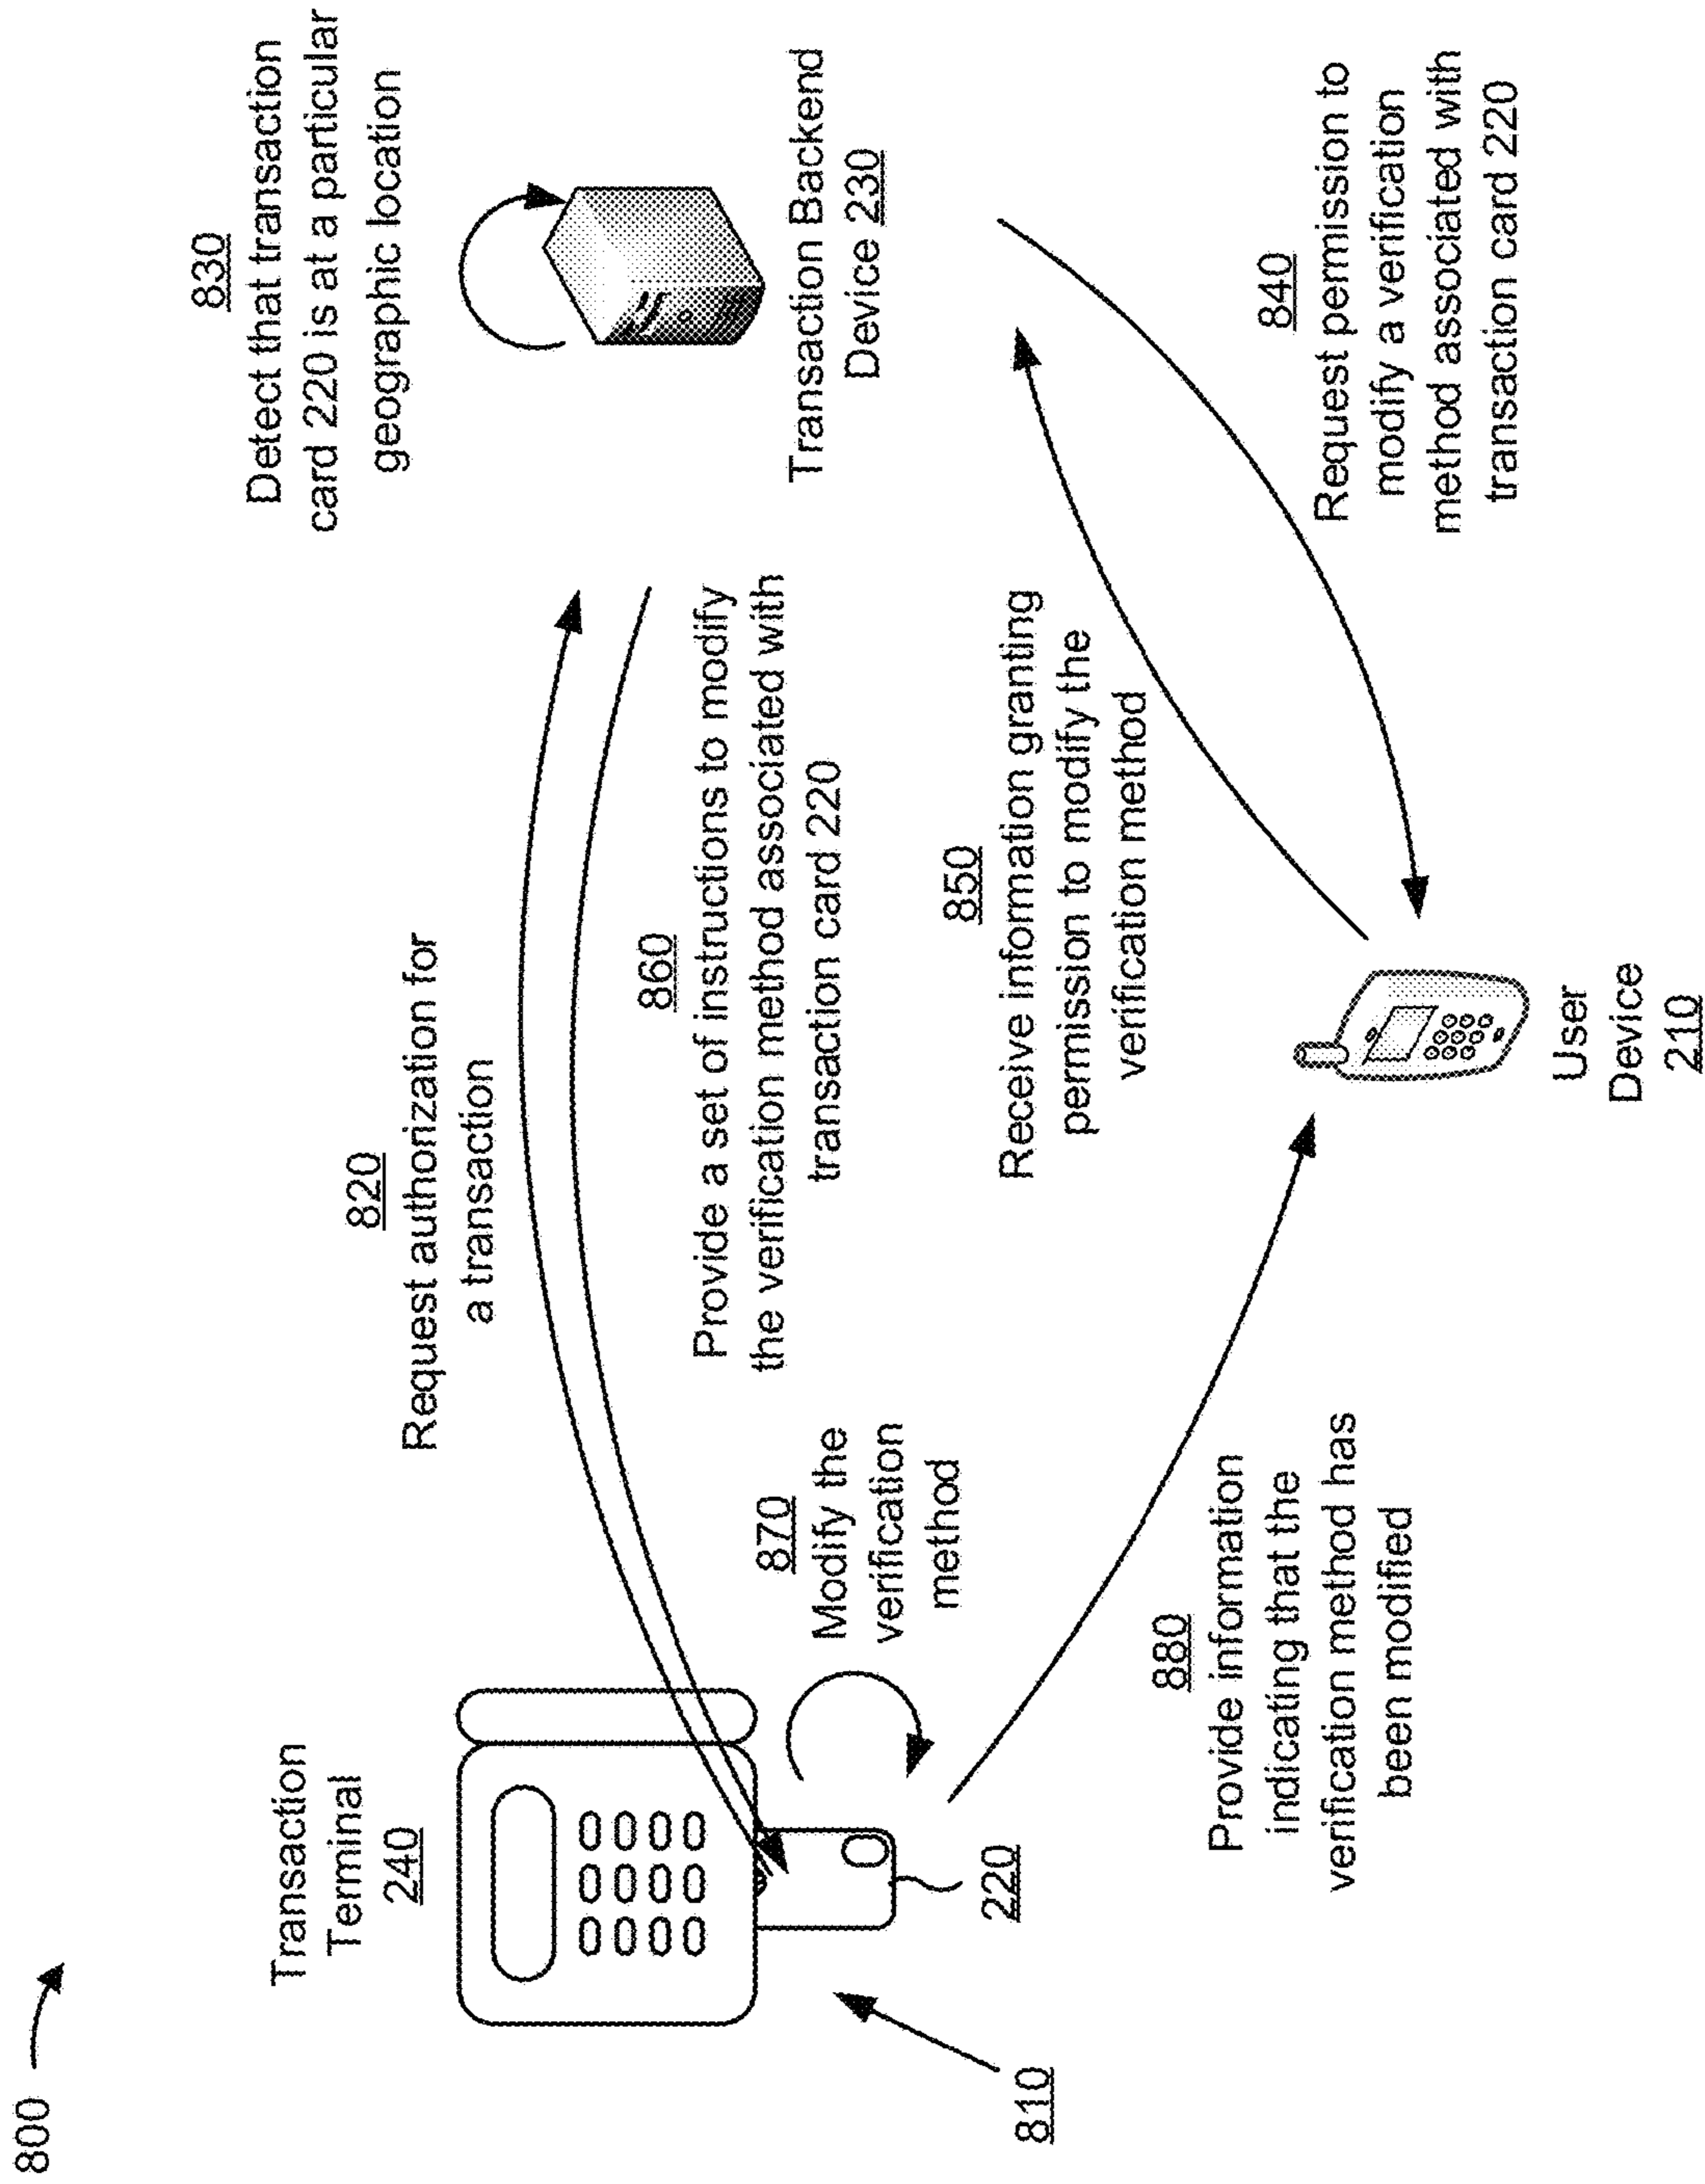 800
Transaction
Terminal
240
820
Request authorization for
a transaction
830
Detect that transaction
card 220 is at a particular
geographic location
Transaction Backend
Device 230
860
Provide a set of instructions to modify
the verification method associated with
transaction card 220
870
Modify the
verification
method
220
810
850
Receive information granting
permission to modify the
verification method
840
Request permission to
modify a verification
method associated with
transaction card 220
880
Provide information
indicating that the
verification method has
been modified
User
Device
210